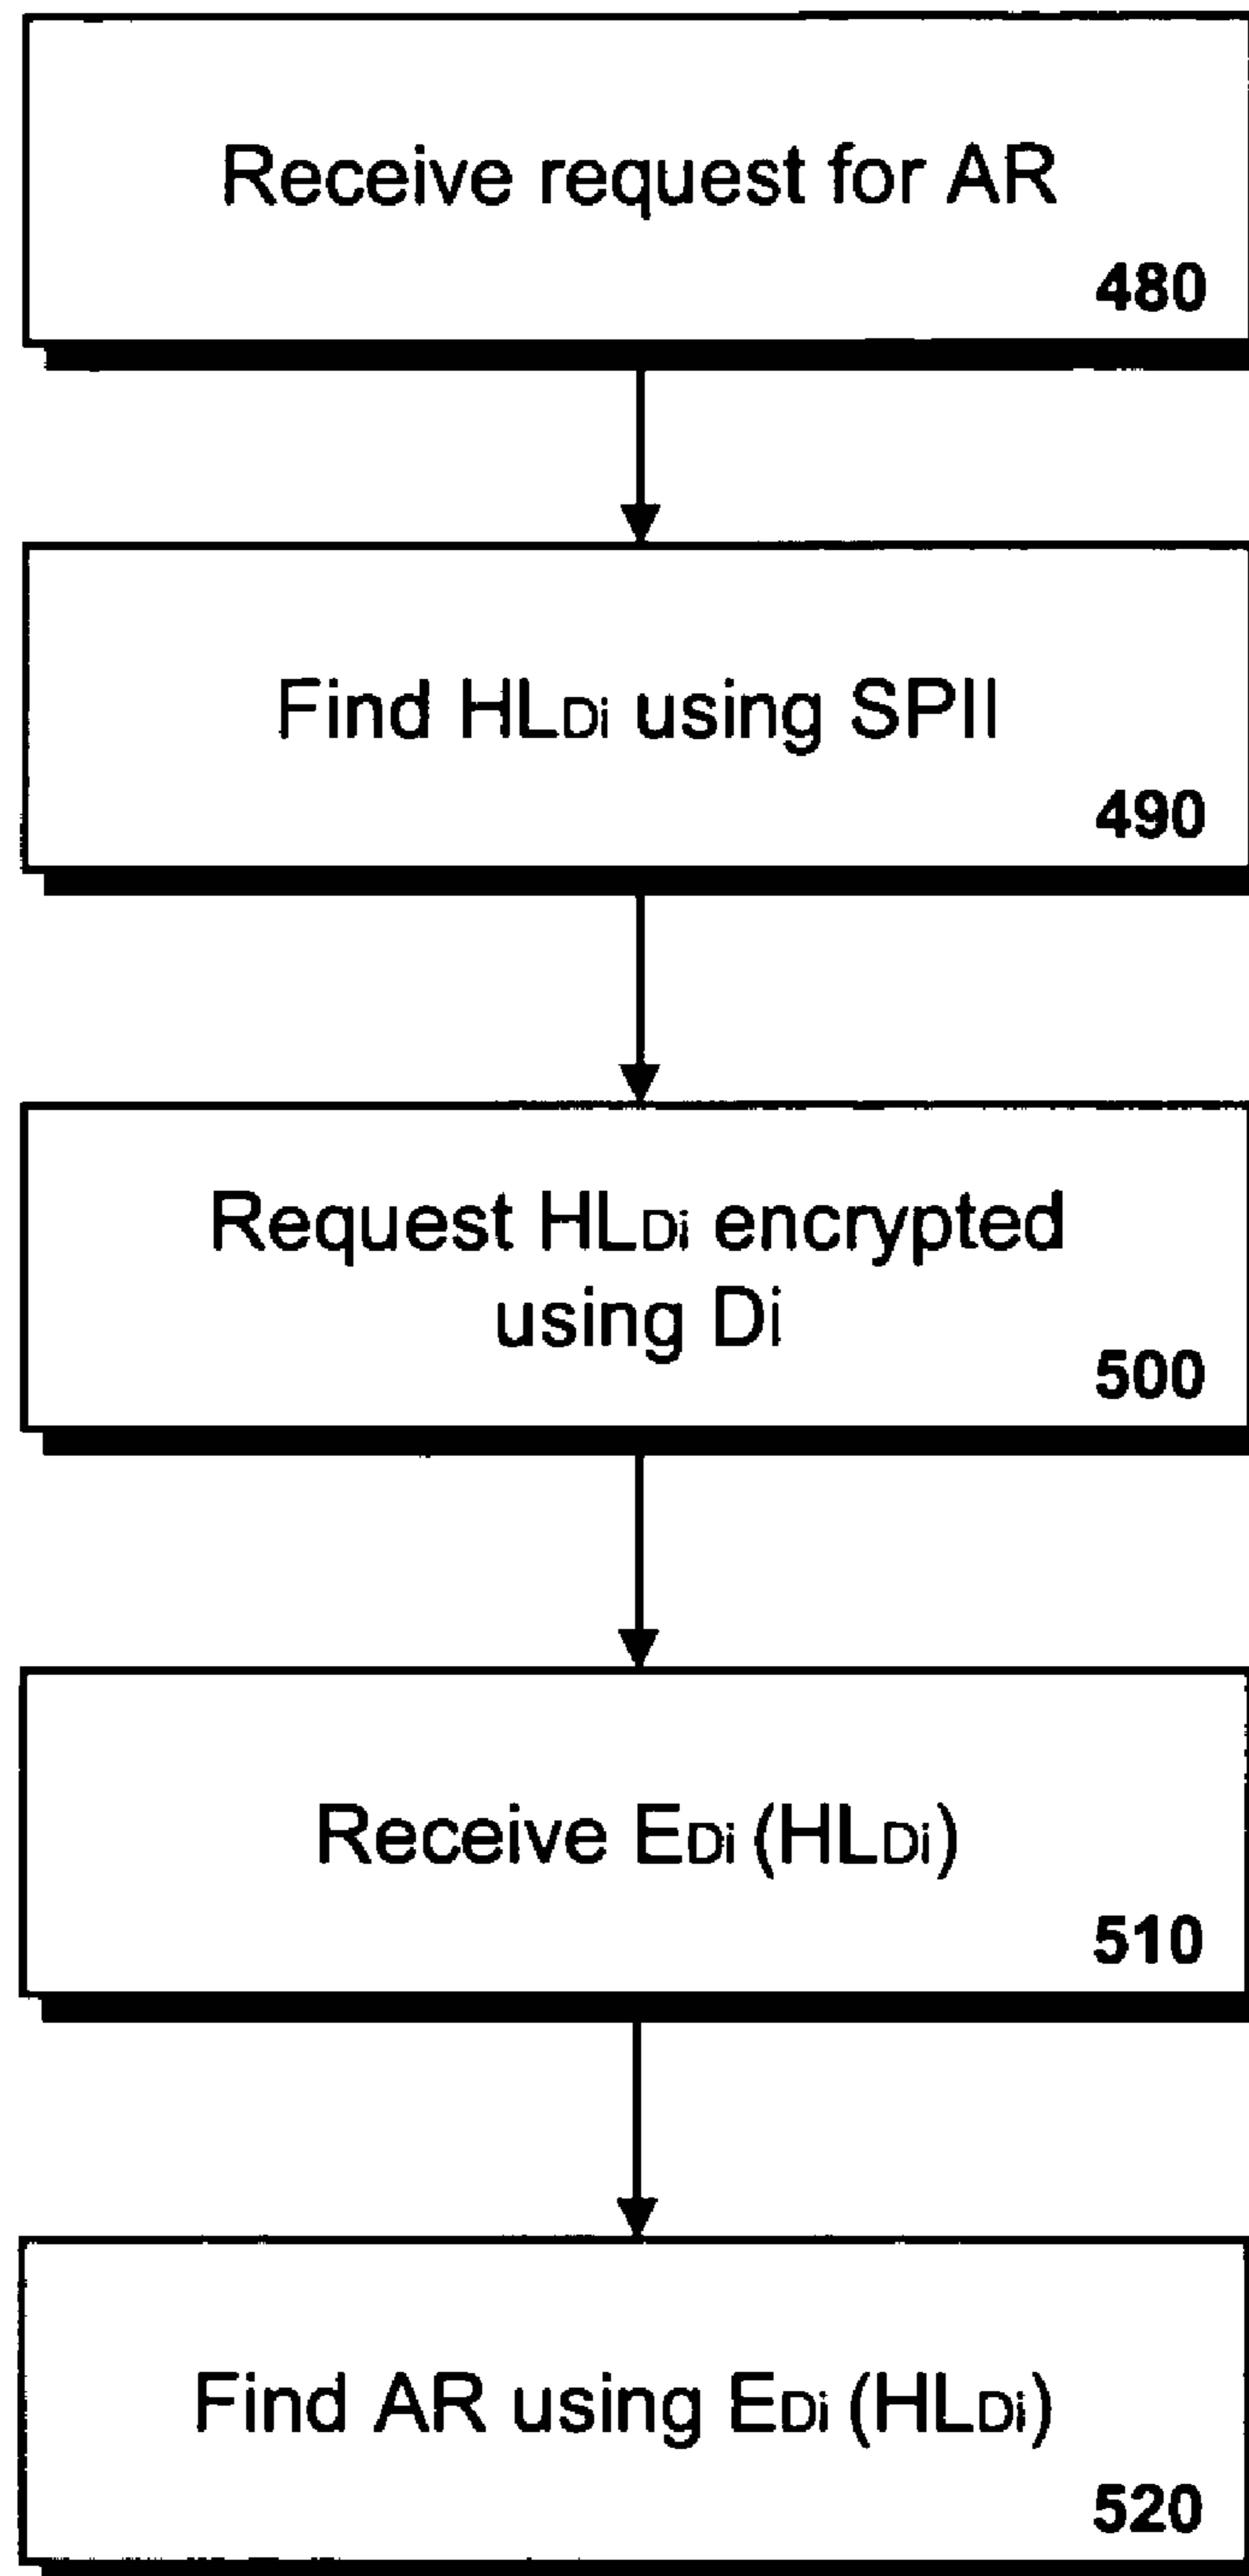 Receive request for AR
480
Find HLDi using SPII
490
Request HLDi encrypted
using Di
500
Receive EDi (HLDi)
510
Find AR using EDi (HLDi)
520